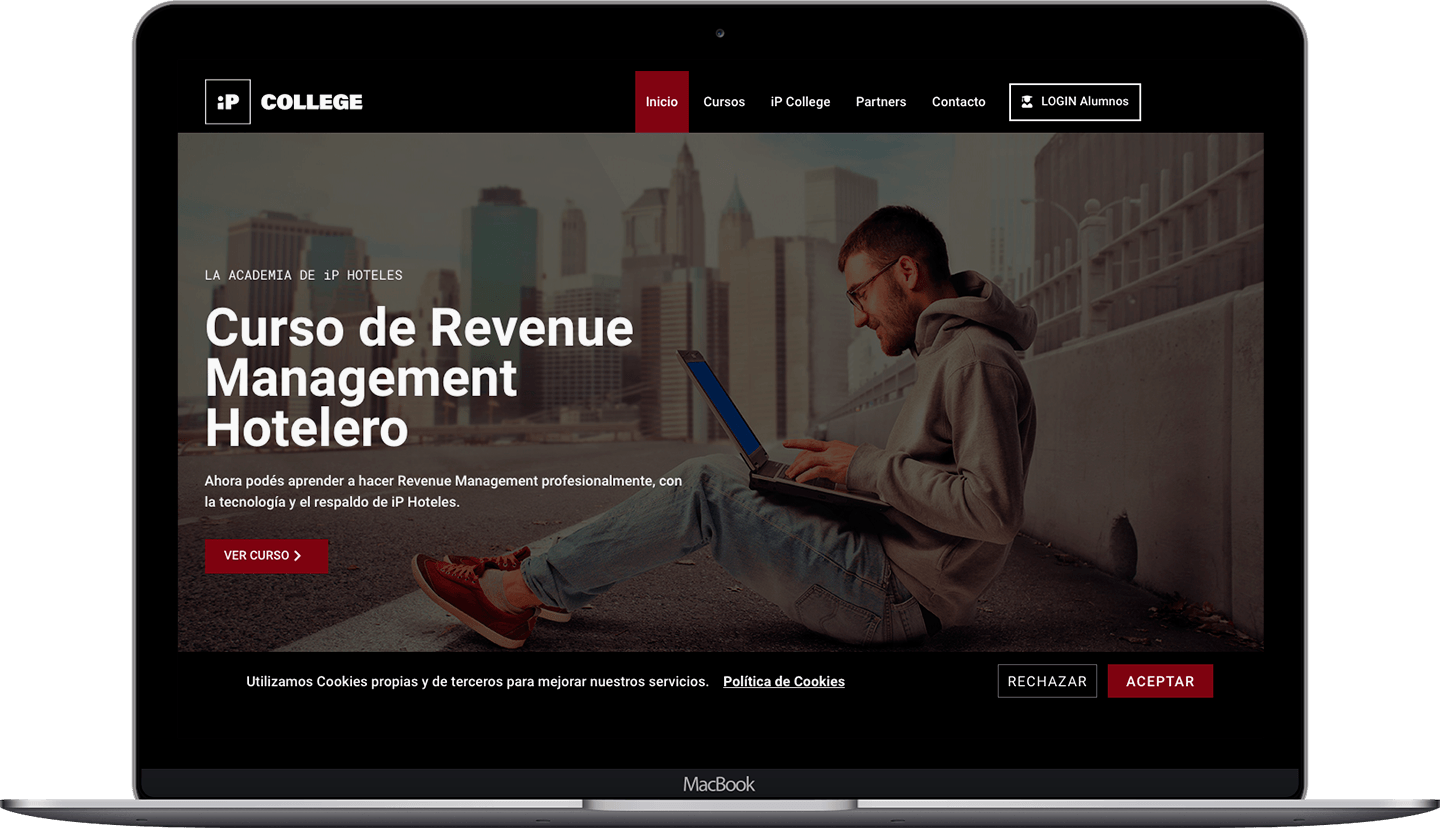 iP COLLEGE
Inicio Cursos iP College Partners Contacto LOGIN Alumnos
LA ACADEMIA DE iP HOTELES
Curso de Revenue
Management
Hotelero
Ahora podés aprender a hacer Revenue Management profesionalmente, con
la tecnología y el respaldo de iP Hoteles.
VER CURSO
Utilizamos Cookies propias y de terceros para mejorar nuestros servicios. Política de Cookies RECHAZAR ACEPTAR
MacBook